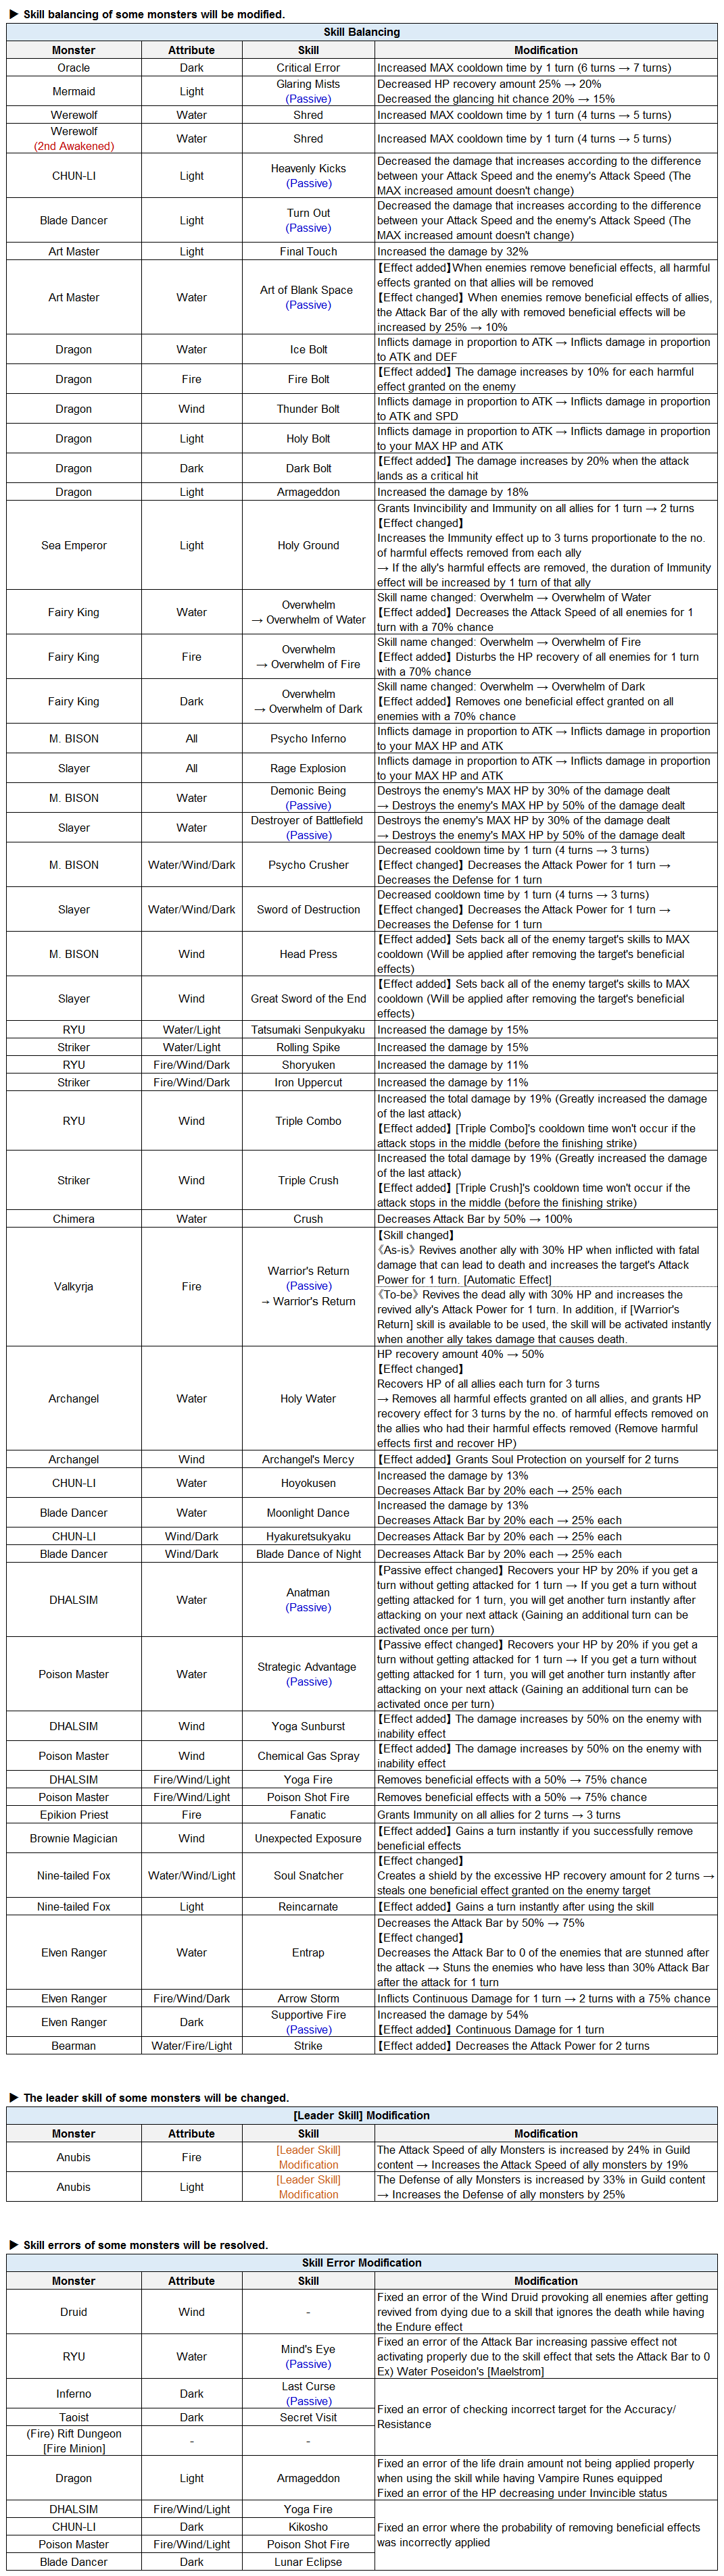 ▶ Skill balancing of some monsters will be modified.
Skill Balancing
Monster Attribute Skill Modification
Oracle Dark Critical Error Increased MAX cooldown time by 1 turn (6 turns → 7 turns)
Mermaid Light Glaring Mists
(Passive) Decreased HP recovery amount 25% → 20%
Decreased the glancing hit chance 20% → 15%
Werewolf Water Shred Increased MAX cooldown time by 1 turn (4 turns → 5 turns)
Werewolf
(2nd Awakened) Water Shred Increased MAX cooldown time by 1 turn (4 turns → 5 turns)
CHUN-LI Light Heavenly Kicks
(Passive) Decreased the damage that increases according to the difference
between your Attack Speed and the enemy's Attack Speed (The
MAX increased amount doesn't change)
Blade Dancer Light Turn Out
(Passive) Decreased the damage that increases according to the difference
between your Attack Speed and the enemy's Attack Speed (The
MAX increased amount doesn't change)
Art Master Light Final Touch Increased the damage by 32%
Art Master Water Art of Blank Space
(Passive) 【Effect added】When enemies remove beneficial effects, all harmful
effects granted on that allies will be removed
【Effect changed】 When enemies remove beneficial effects of allies,
the Attack Bar of the ally with removed beneficial effects will be
increased by 25% → 10%
Dragon Water Ice Bolt Inflicts damage in proportion to ATK → Inflicts damage in proportion
to ATK and DEF
Dragon Fire Fire Bolt 【Effect added】 The damage increases by 10% for each harmful
effect granted on the enemy
Dragon Wind Thunder Bolt Inflicts damage in proportion to ATK → Inflicts damage in proportion
to ATK and SPD
Dragon Light Holy Bolt Inflicts damage in proportion to ATK → Inflicts damage in proportion
to your MAX HP and ATK
Dragon Dark Dark Bolt 【Effect added】 The damage increases by 20% when the attack
lands as a critical hit
Dragon Light Armageddon Increased the damage by 18%
Sea Emperor Light Holy Ground Grants Invincibility and Immunity on all allies for 1 turn → 2 turns
【Effect changed】
Increases the Immunity effect up to 3 turns proportionate to the no.
of harmful effects removed from each ally
→ If the ally's harmful effects are removed, the duration of Immunity
effect will be increased by 1 turn of that ally
Fairy King Water Overwhelm
→ Overwhelm of Water Skill name changed: Overwhelm → Overwhelm of Water
【Effect added】 Decreases the Attack Speed of all enemies for 1
turn with a 70% chance
Fairy King Fire Overwhelm
→ Overwhelm of Fire Skill name changed: Overwhelm → Overwhelm of Fire
【Effect added】 Disturbs the HP recovery of all enemies for 1 turn
with a 70% chance
Fairy King Dark Overwhelm
→ Overwhelm of Dark Skill name changed: Overwhelm → Overwhelm of Dark
【Effect added】 Removes one beneficial effect granted on all
enemies with a 70% chance
M. BISON All Psycho Inferno Inflicts damage in proportion to ATK → Inflicts damage in proportion
to your MAX HP and ATK
Slayer All Rage Explosion Inflicts damage in proportion to ATK → Inflicts damage in proportion
to your MAX HP and ATK
M. BISON Water Demonic Being
(Passive) Destroys the enemy's MAX HP by 30% of the damage dealt
→ Destroys the enemy's MAX HP by 50% of the damage dealt
Slayer Water Destroyer of Battlefield
(Passive) Destroys the enemy's MAX HP by 30% of the damage dealt
→ Destroys the enemy's MAX HP by 50% of the damage dealt
M. BISON Water/Wind/Dark Psycho Crusher Decreased cooldown time by 1 turn (4 turns → 3 turns)
【Effect changed】 Decreases the Attack Power for 1 turn →
Decreases the Defense for 1 turn
Slayer Water/Wind/Dark Sword of Destruction Decreased cooldown time by 1 turn (4 turns → 3 turns)
【Effect changed】 Decreases the Attack Power for 1 turn →
Decreases the Defense for 1 turn
M. BISON Wind Head Press 【Effect added】 Sets back all of the enemy target's skills to MAX
cooldown (Will be applied after removing the target's beneficial
effects)
Slayer Wind Great Sword of the End 【Effect added】 Sets back all of the enemy target's skills to MAX
cooldown (Will be applied after removing the target's beneficial
effects)
RYU Water/Light Tatsumaki Senpukyaku Increased the damage by 15%
Striker Water/Light Rolling Spike Increased the damage by 15%
RYU Fire/Wind/Dark Shoryuken Increased the damage by 11%
Striker Fire/Wind/Dark Iron Uppercut Increased the damage by 11%
RYU Wind Triple Combo Increased the total damage by 19% (Greatly increased the damage
of the last attack)
【Effect added】 [Triple Combo]'s cooldown time won't occur if the
attack stops in the middle (before the finishing strike)
Striker Wind Triple Crush Increased the total damage by 19% (Greatly increased the damage
of the last attack)
【Effect added】 [Triple Crush]'s cooldown time won't occur if the
attack stops in the middle (before the finishing strike)
Chimera Water Crush Decreases Attack Bar by 50% → 100%
Valkyrja Fire Warrior's Return
(Passive)
→ Warrior's Return 【Skill changed】
《As-is》 Revives another ally with 30% HP when inflicted with fatal
damage that can lead to death and increases the target's Attack
Power for 1 turn. [Automatic Effect]
《To-be》 Revives the dead ally with 30% HP and increases the
revived ally's Attack Power for 1 turn. In addition, if [Warrior's
Return] skill is available to be used, the skill will be activated instantly
when another ally takes damage that causes death.
Archangel Water Holy Water HP recovery amount 40% → 50%
【Effect changed】
Recovers HP of all allies each turn for 3 turns
→ Removes all harmful effects granted on all allies, and grants HP
recovery effect for 3 turns by the no. of harmful effects removed on
the allies who had their harmful effects removed (Remove harmful
effects first and recover HP)
Archangel Wind Archangel's Mercy 【Effect added】 Grants Soul Protection on yourself for 2 turns
CHUN-LI Water Hoyokusen Increased the damage by 13%
Decreases Attack Bar by 20% each → 25% each
Blade Dancer Water Moonlight Dance Increased the damage by 13%
Decreases Attack Bar by 20% each → 25% each
CHUN-LI Wind/Dark Hyakuretsukyaku Decreases Attack Bar by 20% each → 25% each
Blade Dancer Wind/Dark Blade Dance of Night Decreases Attack Bar by 20% each → 25% each
DHALSIM Water Anatman
(Passive) 【Passive effect changed】 Recovers your HP by 20% if you get a
turn without getting attacked for 1 turn → If you get a turn without
getting attacked for 1 turn, you will get another turn instantly after
attacking on your next attack (Gaining an additional turn can be
activated once per turn)
Poison Master Water Strategic Advantage
(Passive) 【Passive effect changed】 Recovers your HP by 20% if you get a
turn without getting attacked for 1 turn → If you get a turn without
getting attacked for 1 turn, you will get another turn instantly after
attacking on your next attack (Gaining an additional turn can be
activated once per turn)
DHALSIM Wind Yoga Sunburst 【Effect added】 The damage increases by 50% on the enemy with
inability effect
Poison Master Wind Chemical Gas Spray 【Effect added】 The damage increases by 50% on the enemy with
inability effect
DHALSIM Fire/Wind/Light Yoga Fire Removes beneficial effects with a 50% → 75% chance
Poison Master Fire/Wind/Light Poison Shot Fire Removes beneficial effects with a 50% → 75% chance
Epikion Priest Fire Fanatic Grants Immunity on all allies for 2 turns → 3 turns
Brownie Magician Wind Unexpected Exposure 【Effect added】 Gains a turn instantly if you successfully remove
beneficial effects
Nine-tailed Fox Water/Wind/Light Soul Snatcher 【Effect changed】
Creates a shield by the excessive HP recovery amount for 2 turns →
steals one beneficial effect granted on the enemy target
Nine-tailed Fox Light Reincarnate 【Effect added】 Gains a turn instantly after using the skill
Elven Ranger Water Entrap Decreases the Attack Bar by 50% → 75%
【Effect changed】
Decreases the Attack Bar to 0 of the enemies that are stunned after
the attack → Stuns the enemies who have less than 30% Attack Bar
after the attack for 1 turn
Elven Ranger Fire/Wind/Dark Arrow Storm Inflicts Continuous Damage for 1 turn → 2 turns with a 75% chance
Elven Ranger Dark Supportive Fire
(Passive) Increased the damage by 54%
【Effect added】 Continuous Damage for 1 turn
Bearman Water/Fire/Light Strike 【Effect added】 Decreases the Attack Power for 2 turns
▶ The leader skill of some monsters will be changed.
[Leader Skill] Modification
Monster Attribute Skill Modification
Anubis Fire [Leader Skill]
Modification The Attack Speed of ally Monsters is increased by 24% in Guild
content → Increases the Attack Speed of ally monsters by 19%
Anubis Light [Leader Skill]
Modification The Defense of ally Monsters is increased by 33% in Guild content
→ Increases the Defense of ally monsters by 25%
▶ Skill errors of some monsters will be resolved.
Skill Error Modification
Monster Attribute Skill Modification
Druid Wind - Fixed an error of the Wind Druid provoking all enemies after getting
revived from dying due to a skill that ignores the death while having
the Endure effect
RYU Water Mind's Eye
(Passive) Fixed an error of the Attack Bar increasing passive effect not
activating properly due to the skill effect that sets the Attack Bar to 0
Ex) Water Poseidon's [Maelstrom]
Inferno Dark Last Curse
(Passive)
Taoist Dark Secret Visit
(Fire) Rift Dungeon
[Fire Minion] - -
Fixed an error of checking incorrect target for the Accuracy/
Resistance
Dragon Light Armageddon Fixed an error of the life drain amount not being applied properly
when using the skill while having Vampire Runes equipped
Fixed an error of the HP decreasing under Invincible status
DHALSIM Fire/Wind/Light Yoga Fire
CHUN-LI Dark Kikosho
Poison Master Fire/Wind/Light Poison Shot Fire
Blade Dancer Dark Lunar Eclipse
Fixed an error where the probability of removing beneficial effects
was incorrectly applied